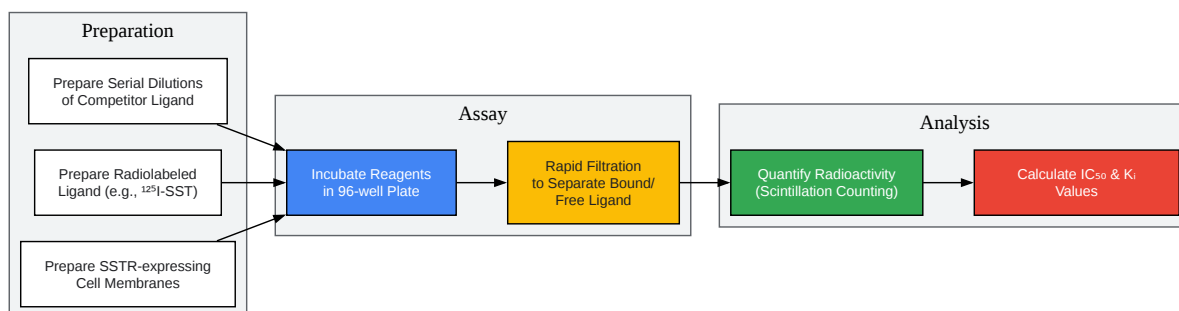 Preparation
Prepare Serial Dilutions
of Competitor Ligand
Prepare Radiolabeled
Ligand (e.g., ¹²⁵I-SST)
Prepare SSTR-expressing
Cell Membranes
Assay
Incubate Reagents
in 96-well Plate
Rapid Filtration
to Separate Bound/
Free Ligand
Analysis
Quantify Radioactivity
(Scintillation Counting)
Calculate IC₅₀ & Kᵢ
Values